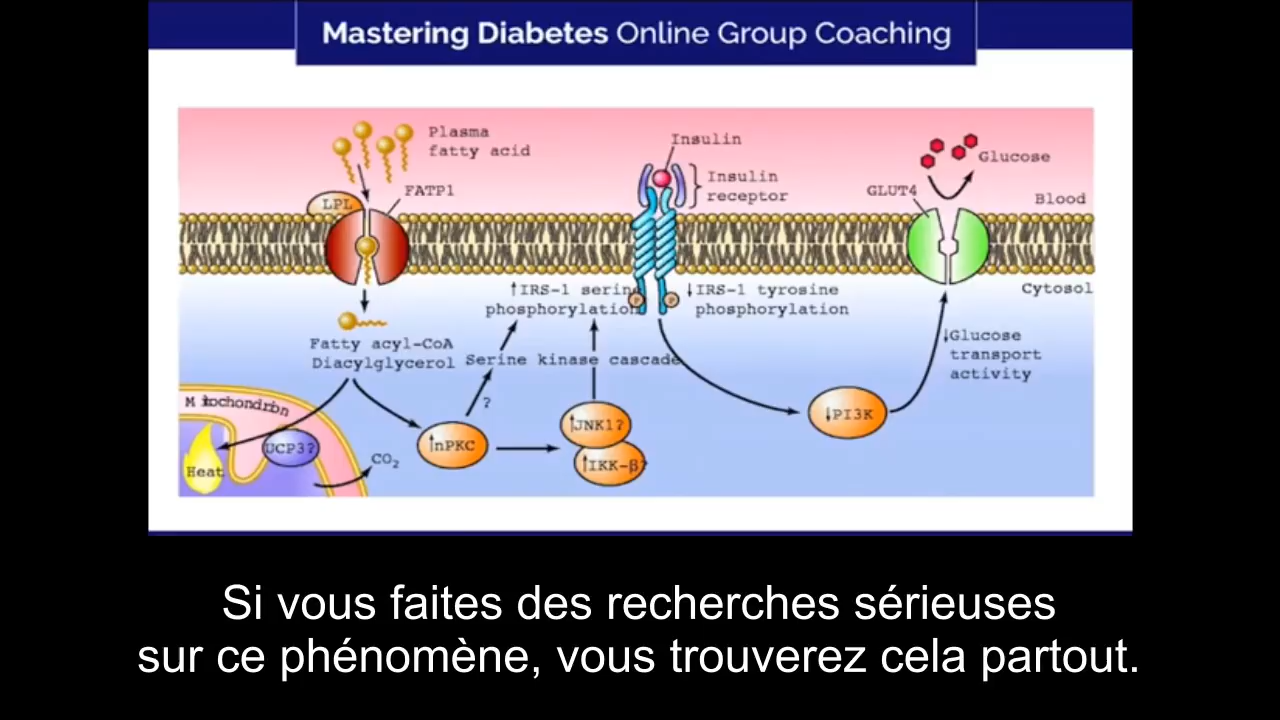 Mastering Diabetes Online Group Coaching
Plasma
fatty acid
FATP1
LPL
Insulin
Insulin
receptor
Glucose
GLUT4
Blood
Cytosol
↑IRS-1 serine
phosphorylation
P
P
↓IRS-1 tyrosine
phosphorylation
Fatty acyl-CoA
Diacylglycerol
Serine kinase cascade
?
↓Glucose
transport
activity
Mitochondrion
UCP3?
Heat
CO₂
↑nPKC
↑JNK1?
↑IKK-β?
↓PI3K
Si vous faites des recherches sérieuses
sur ce phénomène, vous trouverez cela partout.